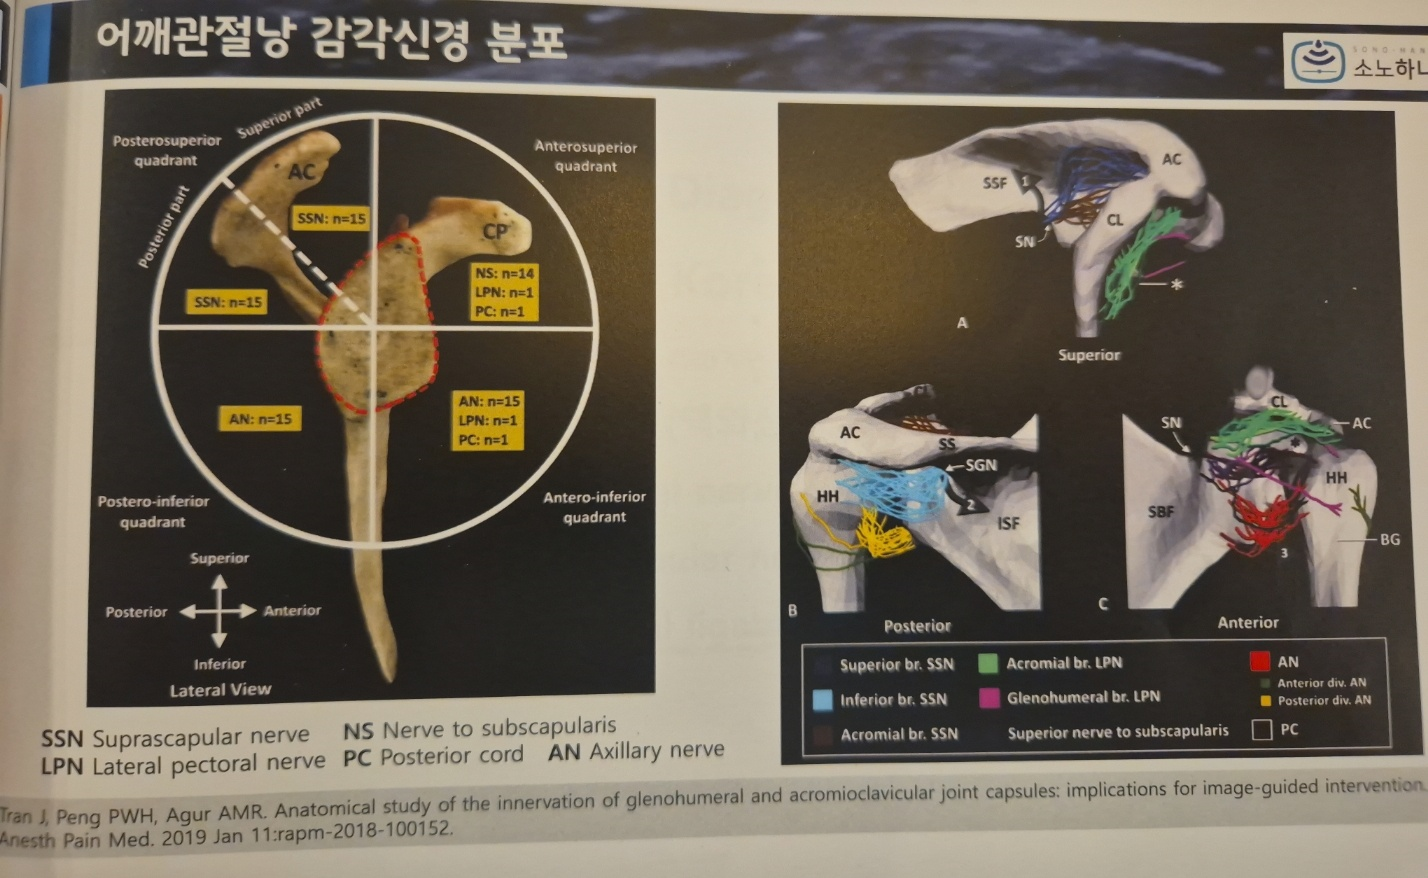 어깨관절낭 감각신경 분포
SONO-HAN
소노하
Superior part
Posterosuperior
quadrant
Anterosuperior
quadrant
Posterior part
AC
SSN: n=15
CP
SSN: n=15
NS: n=14
LPN: n=1
PC: n=1
AN: n=15
AN: n=15
LPN: n=1
PC: n=1
Postero-inferior
quadrant
Antero-inferior
quadrant
Superior
Posterior
Anterior
Inferior
Lateral View
SSF
1
AC
CL
SN
*
A
Superior
AC
SS
SGN
HH
2
ISF
B
Posterior
CL
SN
AC
*
HH
SBF
BG
3
C
Anterior
Superior br. SSN
Acromial br. LPN
AN
Anterior div. AN
Inferior br. SSN
Glenohumeral br. LPN
Posterior div. AN
Acromial br. SSN
Superior nerve to subscapularis
PC
SSN Suprascapular nerve NS Nerve to subscapularis
LPN Lateral pectoral nerve PC Posterior cord AN Axillary nerve
Tran J, Peng PWH, Agur AMR. Anatomical study of the innervation of glenohumeral and acromioclavicular joint capsules: implications for image-guided intervention.
Anesth Pain Med. 2019 Jan 11:rapm-2018-100152.